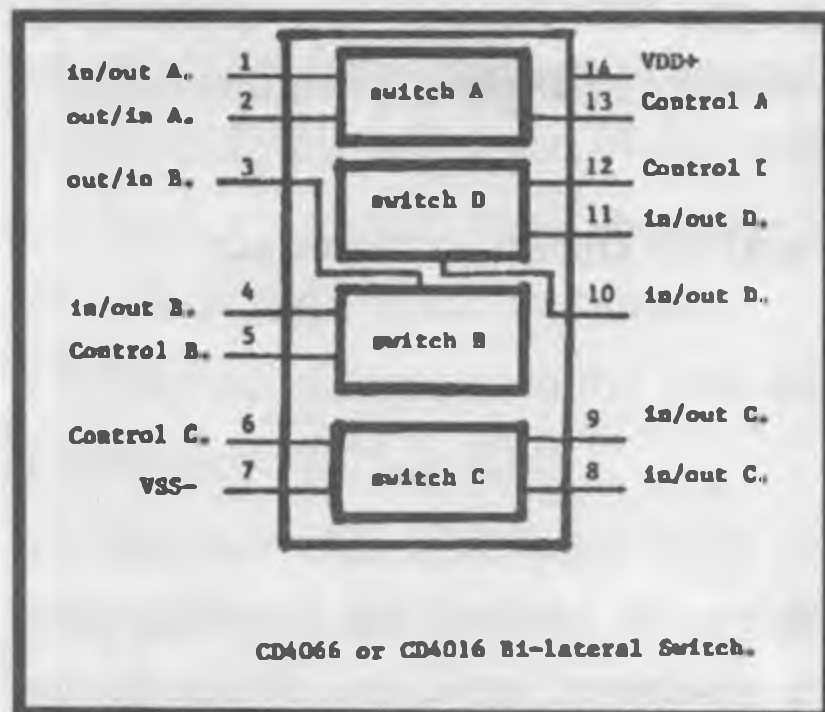 in/out A. 1
out/in A. 2
out/in B. 3
in/out B. 4
Control B. 5
Control C. 6
VSS- 7
switch A
switch D
switch B
switch C
14 VDD+
13 Control A
12 Control D
11 in/out D.
10 in/out D.
9 in/out C.
8 in/out C.
CD4066 or CD4016 Bi-lateral Switch.